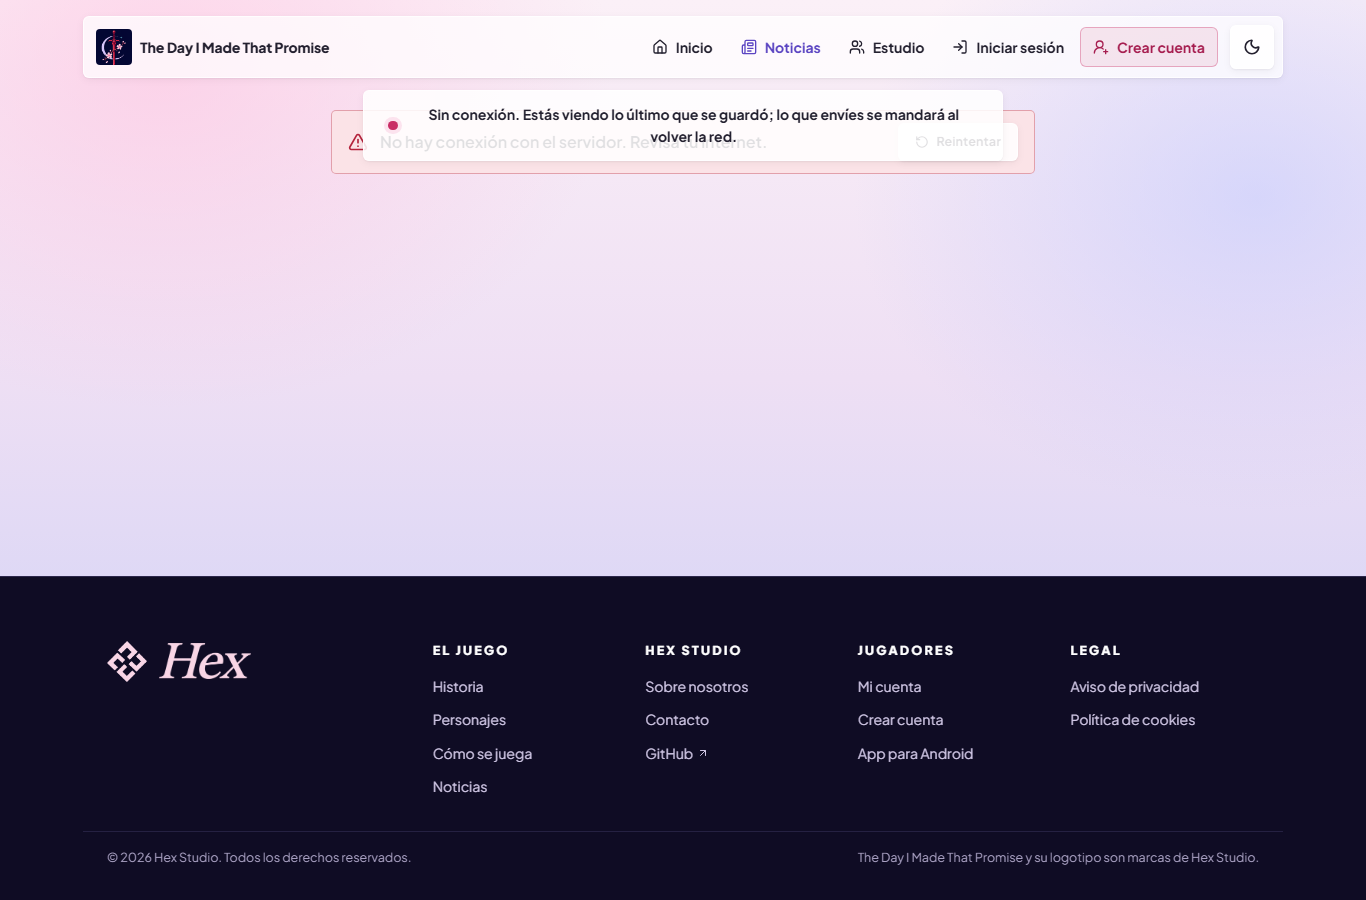 The Day I Made That Promise
Inicio
Noticias
Estudio
Iniciar sesión
Crear cuenta
Sin conexión. Estás viendo lo último que se guardó; lo que envíes se mandará al
volver la red.
No hay conexión con el servidor. Revisa tu internet.
Reintentar
Hex
EL JUEGO
Historia
Personajes
Cómo se juega
Noticias
HEX STUDIO
Sobre nosotros
Contacto
GitHub
JUGADORES
Mi cuenta
Crear cuenta
App para Android
LEGAL
Aviso de privacidad
Política de cookies
© 2026 Hex Studio. Todos los derechos reservados.
The Day I Made That Promise y su logotipo son marcas de Hex Studio.